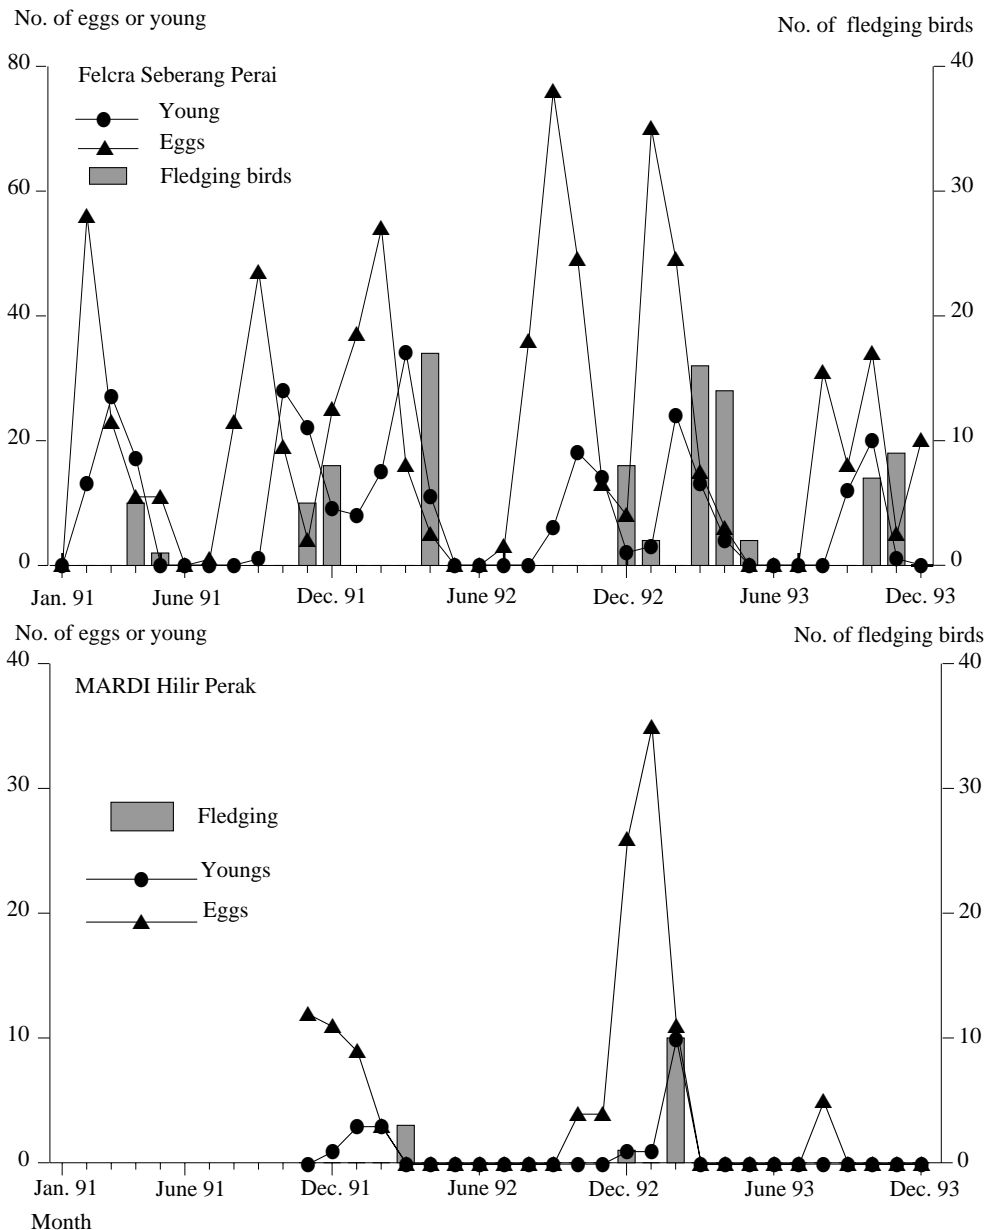 No. of eggs or young
No. of fledging birds
80
40
Felcra Seberang Perai
Young
Eggs
Fledging birds
60
30
40
20
20
10
0
0
Jan. 91 June 91 Dec. 91 June 92 Dec. 92 June 93 Dec. 93
No. of eggs or young
No. of fledging birds
40
40
MARDI Hilir Perak
30
30
Fledging
Youngs
Eggs
20
20
10
10
0
0
Jan. 91 June 91 Dec. 91 June 92 Dec. 92 June 93 Dec. 93
Month